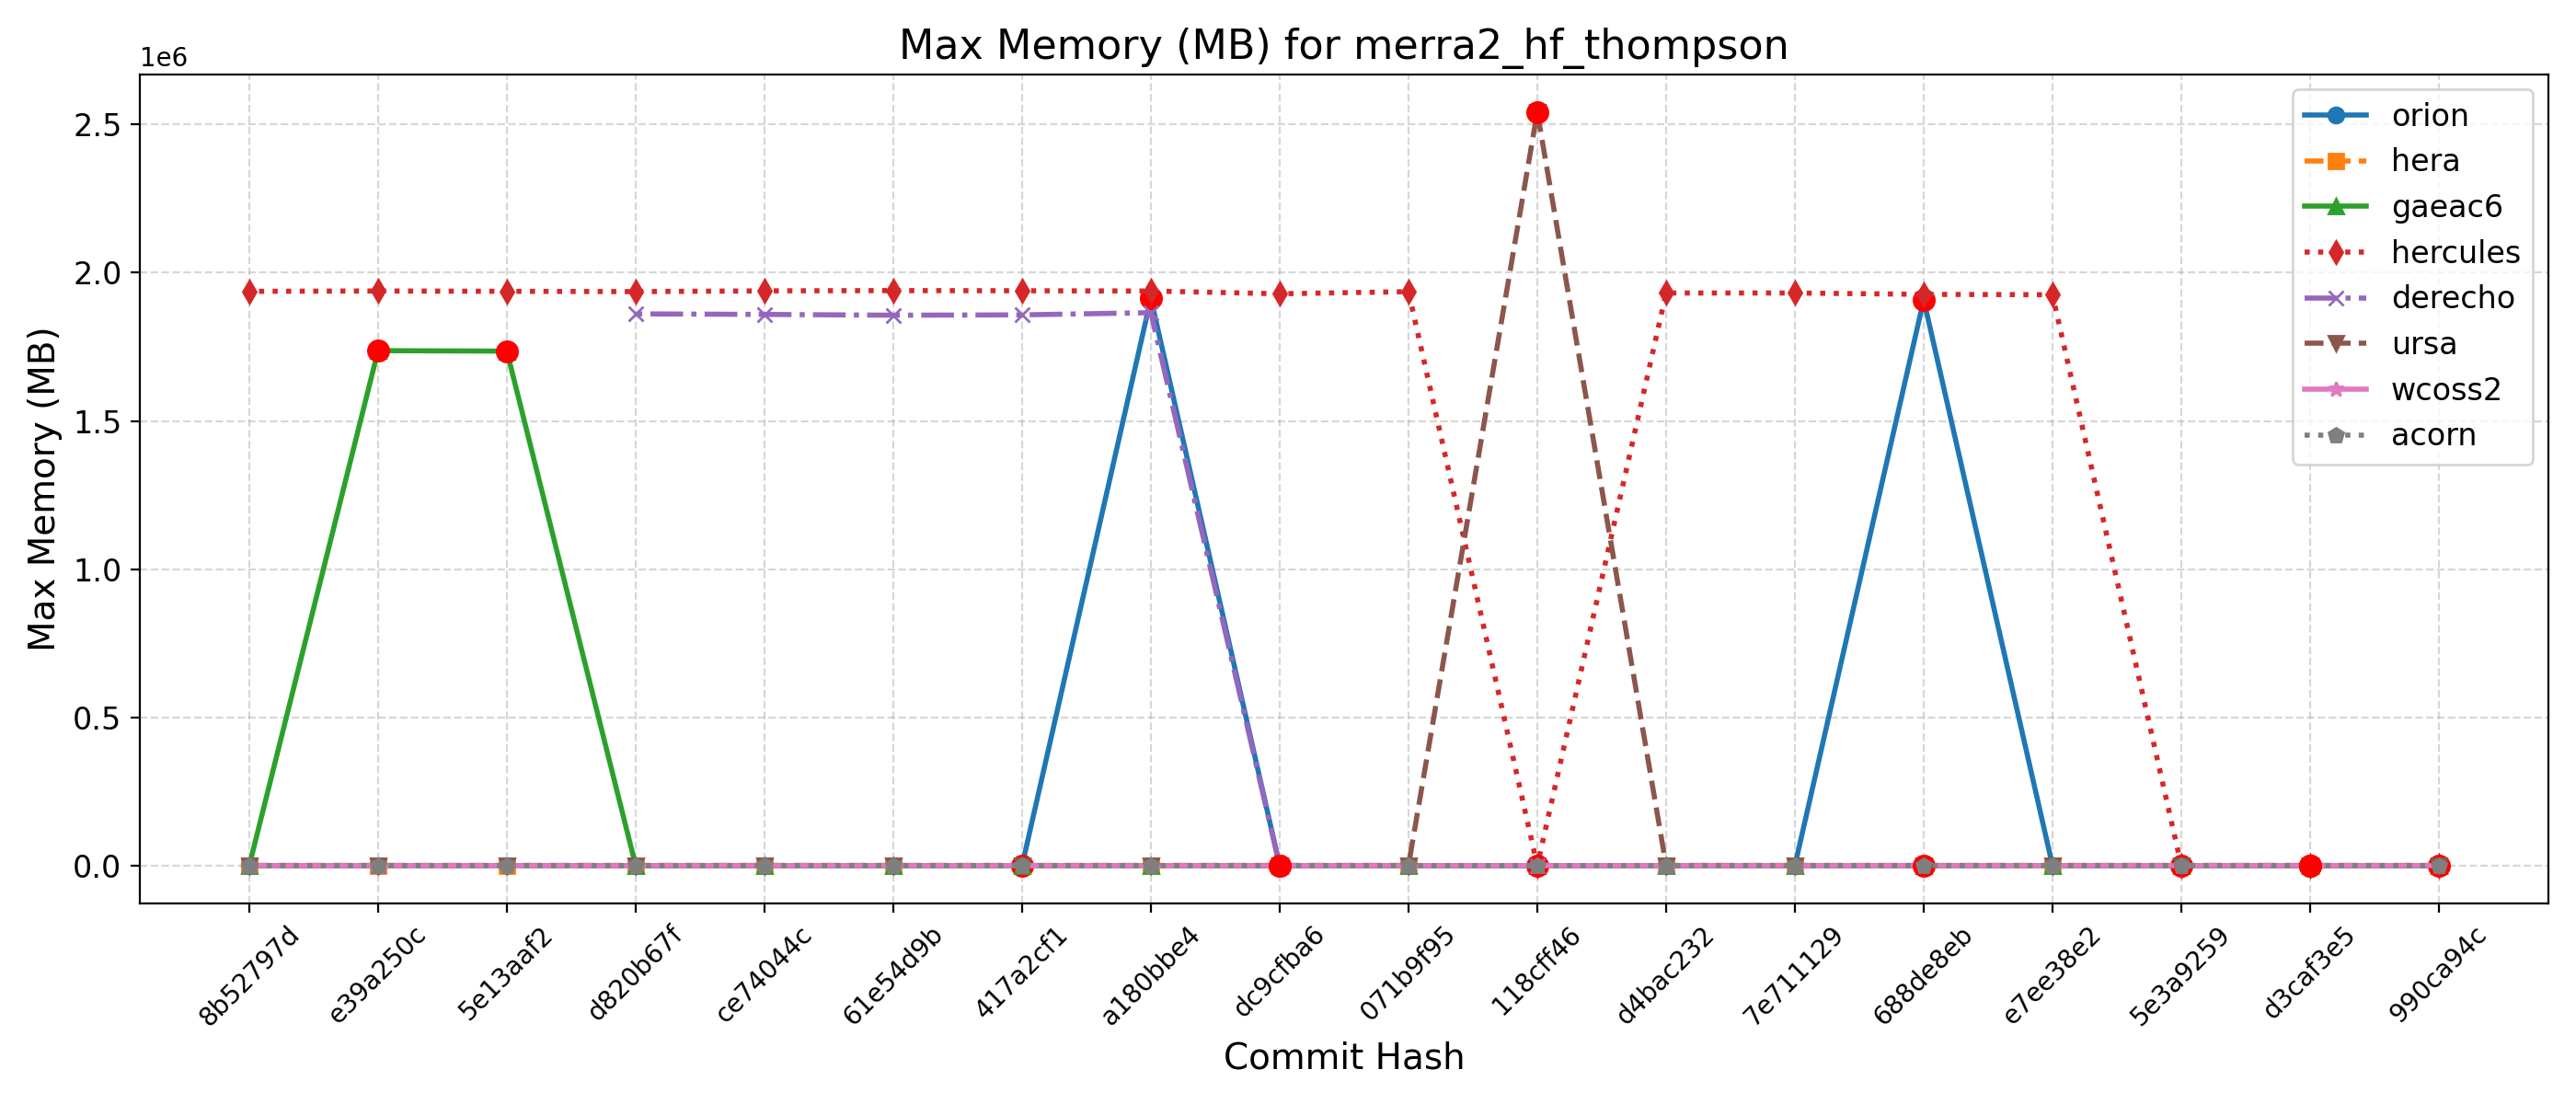 Max Memory (MB) for merra2_hf_thompson
1e6
2.5
2.0
1.5
1.0
0.5
0.0
Max Memory (MB)
orion
hera
gaeac6
hercules
derecho
ursa
wcoss2
acorn
8b52797d
e39a250c
5e13aaf2
d820b67f
ce74044c
61e54d9b
417a2cf1
a180bbe4
dc9cfba6
071b9f95
118cff46
d4bac232
7e711129
688de8eb
e7ee38e2
5e3a9259
d3caf3e5
990ca94c
Commit Hash